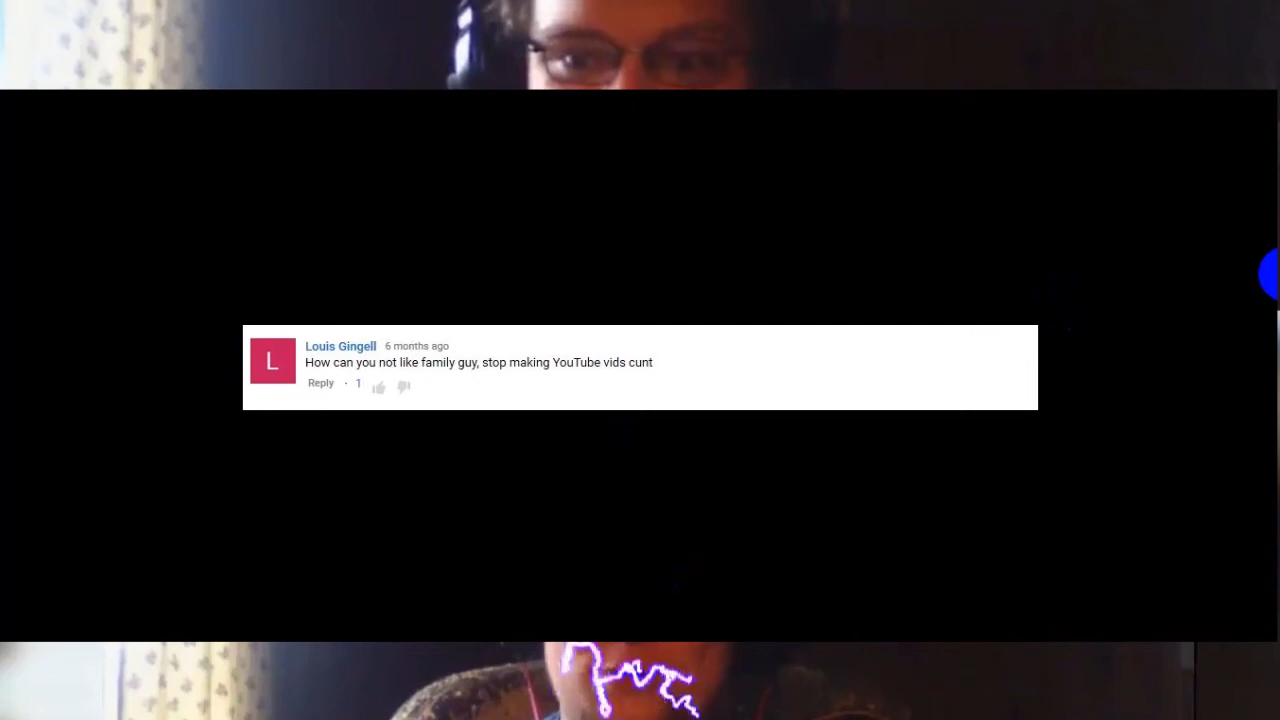 L
Louis Gingell 6 months ago
How can you not like family guy, stop making YouTube vids cunt
Reply · 1